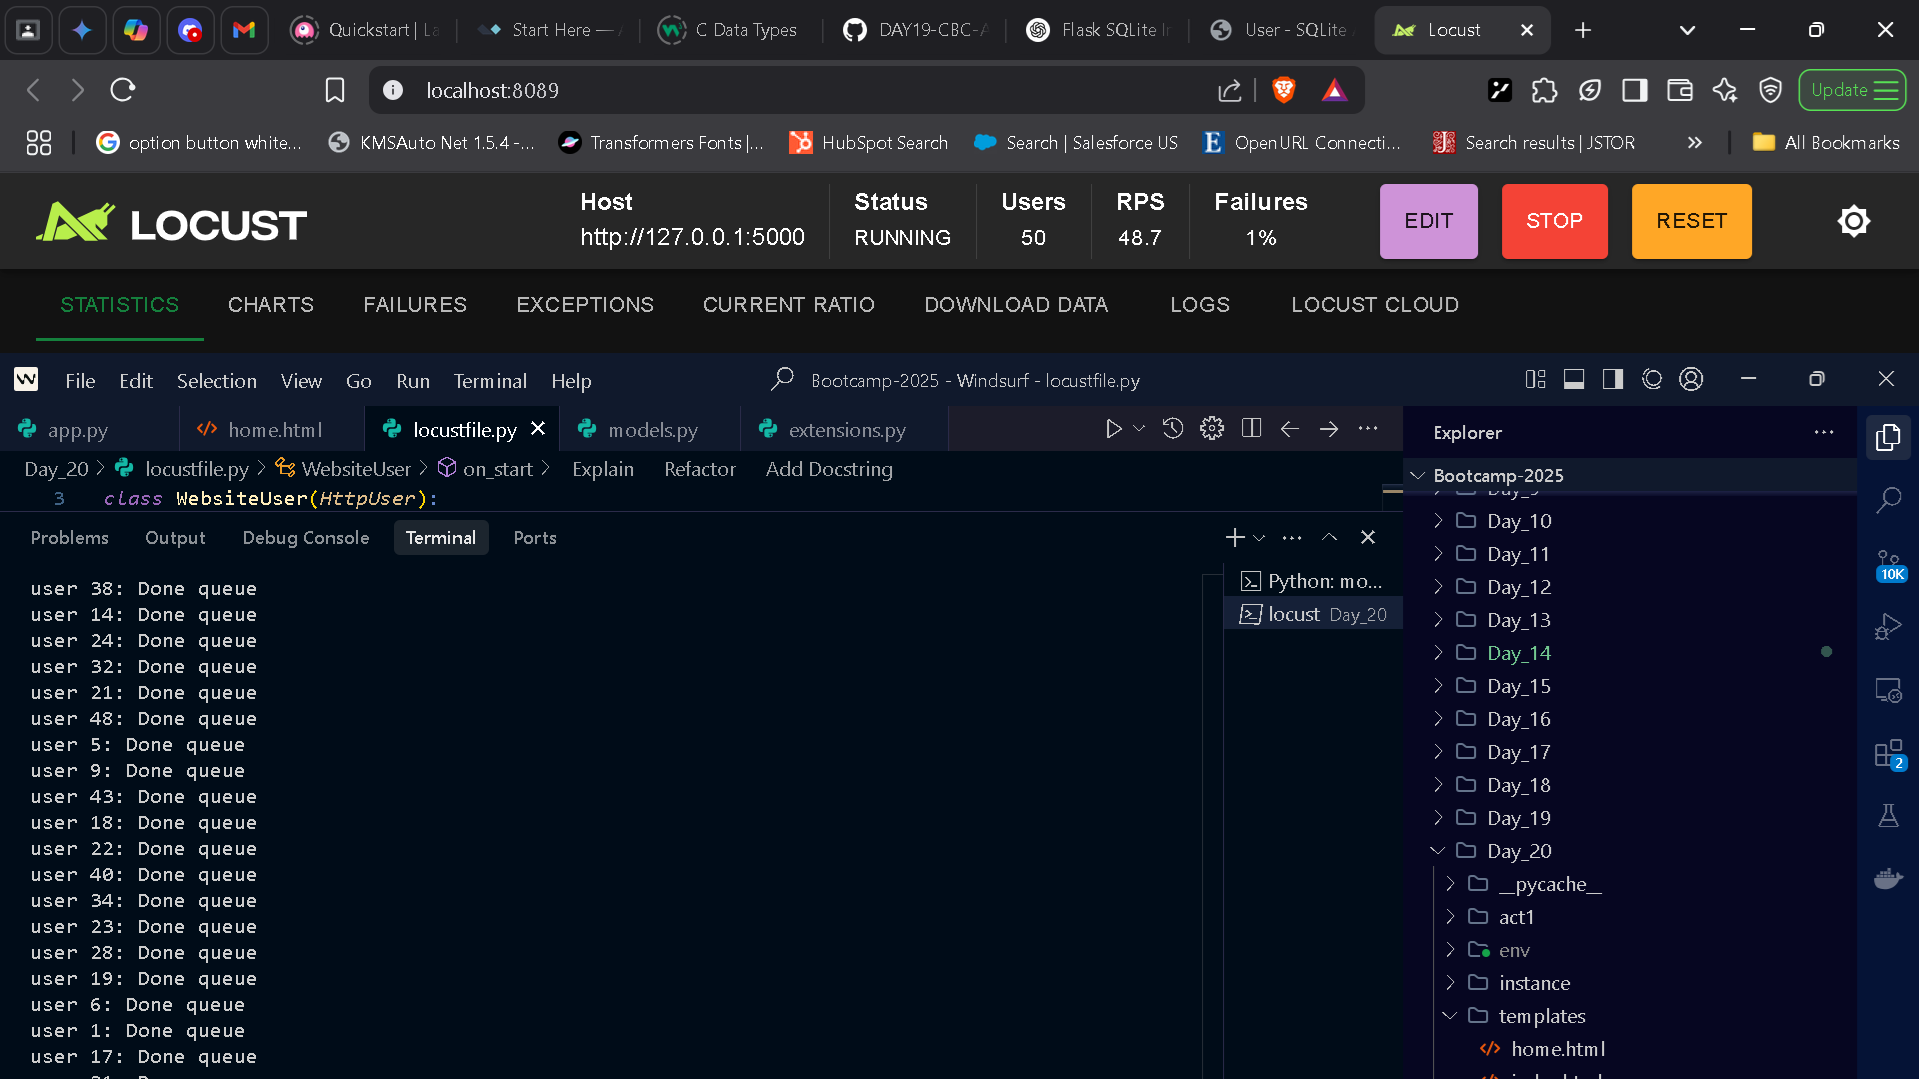 Quickstart | La
Start Here — A
C Data Types
DAY19-CBC-A
Flask SQLite In
User - SQLite
Locust
localhost:8089
Update
option button white...
KMSAuto Net 1.5.4 -...
Transformers Fonts |...
HubSpot Search
Search | Salesforce US
OpenURL Connecti...
Search results | JSTOR
All Bookmarks
LOCUST
Host
http://127.0.0.1:5000
Status
RUNNING
Users
50
RPS
48.7
Failures
1%
EDIT
STOP
RESET
STATISTICS
CHARTS
FAILURES
EXCEPTIONS
CURRENT RATIO
DOWNLOAD DATA
LOGS
LOCUST CLOUD
File Edit Selection View Go Run Terminal Help
Bootcamp-2025 - Windsurf - locustfile.py
app.py
home.html
locustfile.py
models.py
extensions.py
Day_20 > locustfile.py > WebsiteUser > on_start > Explain Refactor Add Docstring
3 class WebsiteUser(HttpUser):
Problems Output Debug Console Terminal Ports
user 38: Done queue
user 14: Done queue
user 24: Done queue
user 32: Done queue
user 21: Done queue
user 48: Done queue
user 5: Done queue
user 9: Done queue
user 43: Done queue
user 18: Done queue
user 22: Done queue
user 40: Done queue
user 34: Done queue
user 23: Done queue
user 28: Done queue
user 19: Done queue
user 6: Done queue
user 1: Done queue
user 17: Done queue
Python: mo...
locust Day_20
Explorer
Bootcamp-2025
Day_9
Day_10
Day_11
Day_12
Day_13
Day_14
Day_15
Day_16
Day_17
Day_18
Day_19
Day_20
__pycache__
act1
env
instance
templates
home.html
10K
2